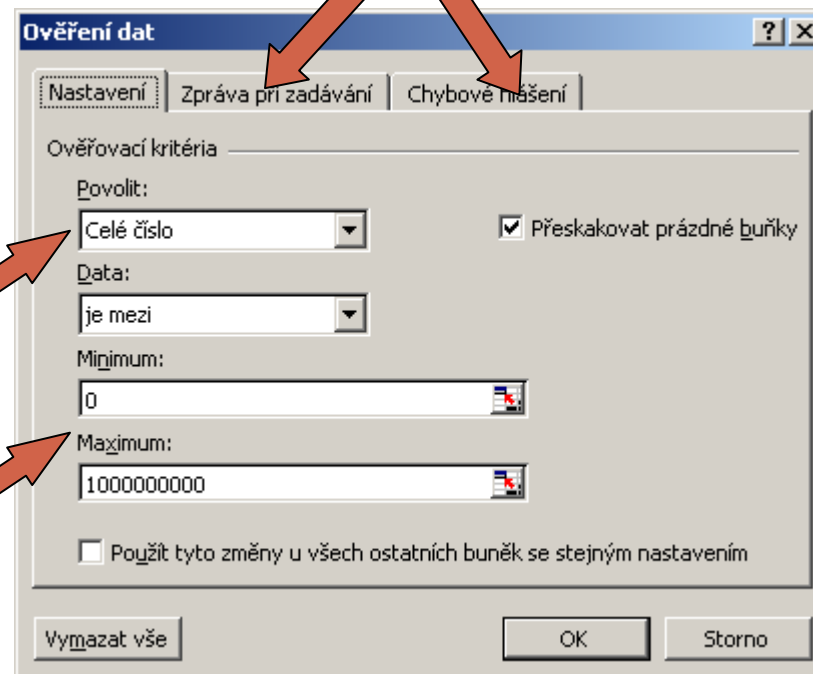 Ověření dat
Nastavení Zpráva při zadávání Chybové hlášení
Ověřovací kritéria
Povolit:
Celé číslo
Přeskakovat prázdné buňky
Data:
je mezi
Minimum:
0
Maximum:
1000000000
Použít tyto změny u všech ostatních buněk se stejným nastavením
Vymazat vše OK Storno